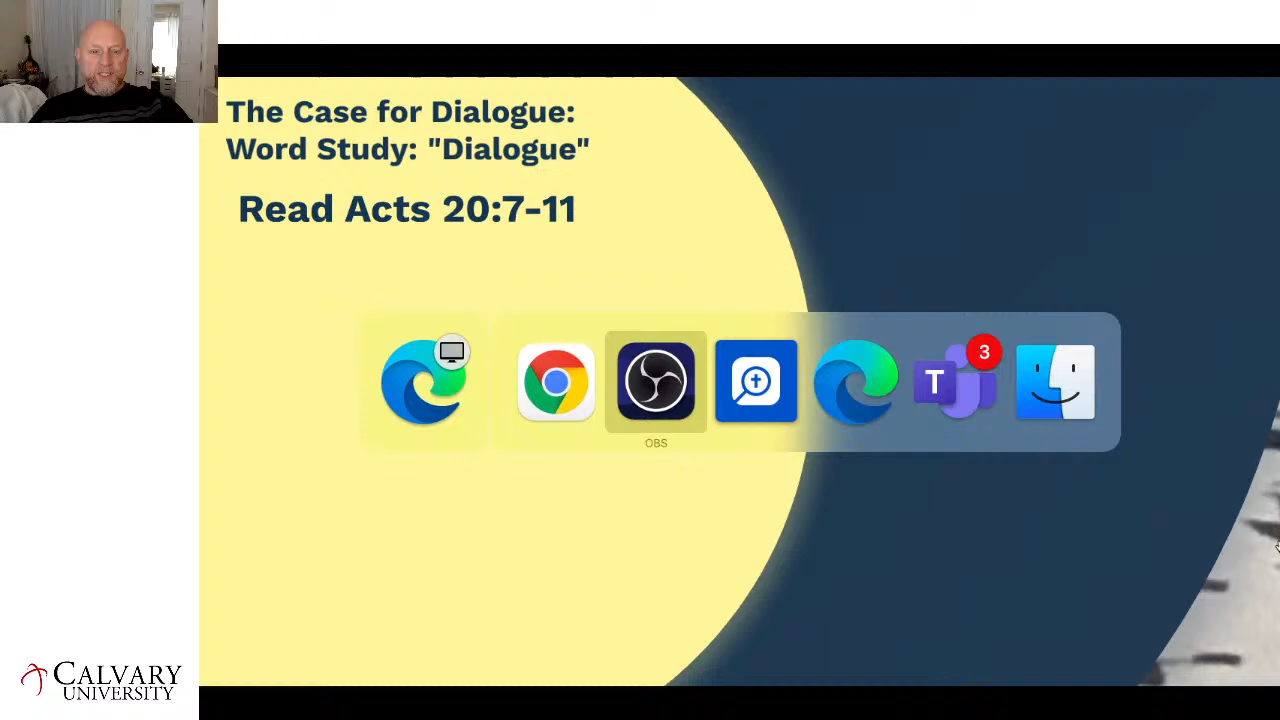 The Case for Dialogue:
Word Study: "Dialogue"
Read Acts 20:7-11
3
T
OBS
CALVARY
UNIVERSITY